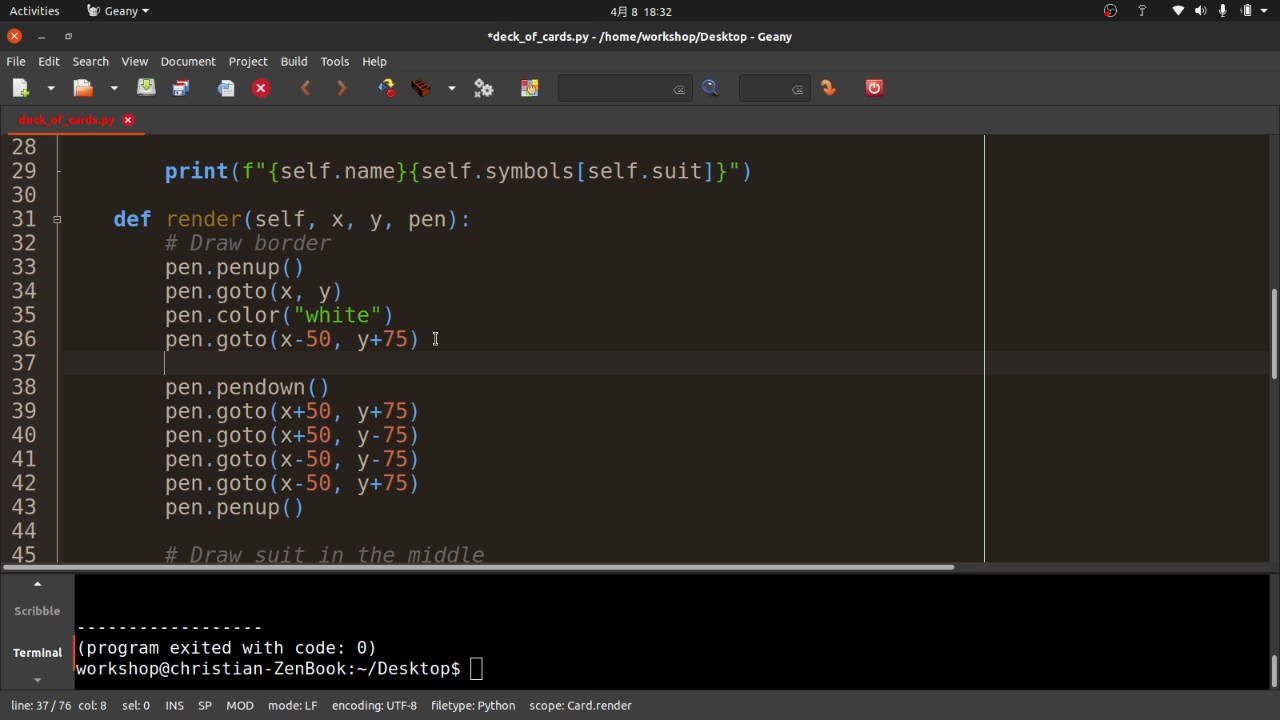 Activities Geany 4月 8 18:32
*deck_of_cards.py - /home/workshop/Desktop - Geany
File Edit Search View Document Project Build Tools Help
deck_of_cards.py
28
29 print(f"{self.name}{self.symbols[self.suit]}")
30
31 def render(self, x, y, pen):
32 # Draw border
33 pen.penup()
34 pen.goto(x, y)
35 pen.color("white")
36 pen.goto(x-50, y+75)
37
38 pen.pendown()
39 pen.goto(x+50, y+75)
40 pen.goto(x+50, y-75)
41 pen.goto(x-50, y-75)
42 pen.goto(x-50, y+75)
43 pen.penup()
44
45 # Draw suit in the middle
Scribble
Terminal
------------------
(program exited with code: 0)
workshop@christian-ZenBook:~/Desktop$
line: 37 / 76 col: 8 sel: 0 INS SP MOD mode: LF encoding: UTF-8 filetype: Python scope: Card.render